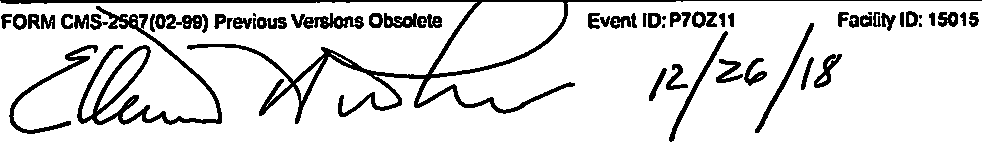 FORM CMS-2567(02-99) Previous Versions Obsolete Event ID: P7OZ11 Facility ID: 15015
12/26/18